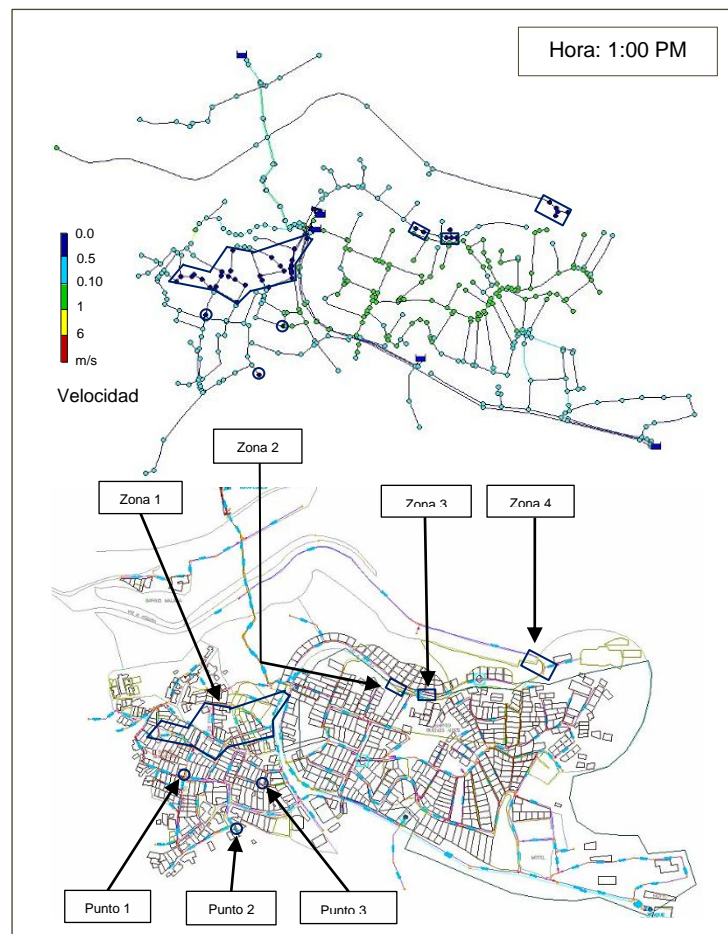 Hora: 1:00 PM
0.0
0.5
0.10
1
6
m/s
Velocidad
Zona 2
Zona 1
Zona 3
Zona 4
Punto 1
Punto 2
Punto 3